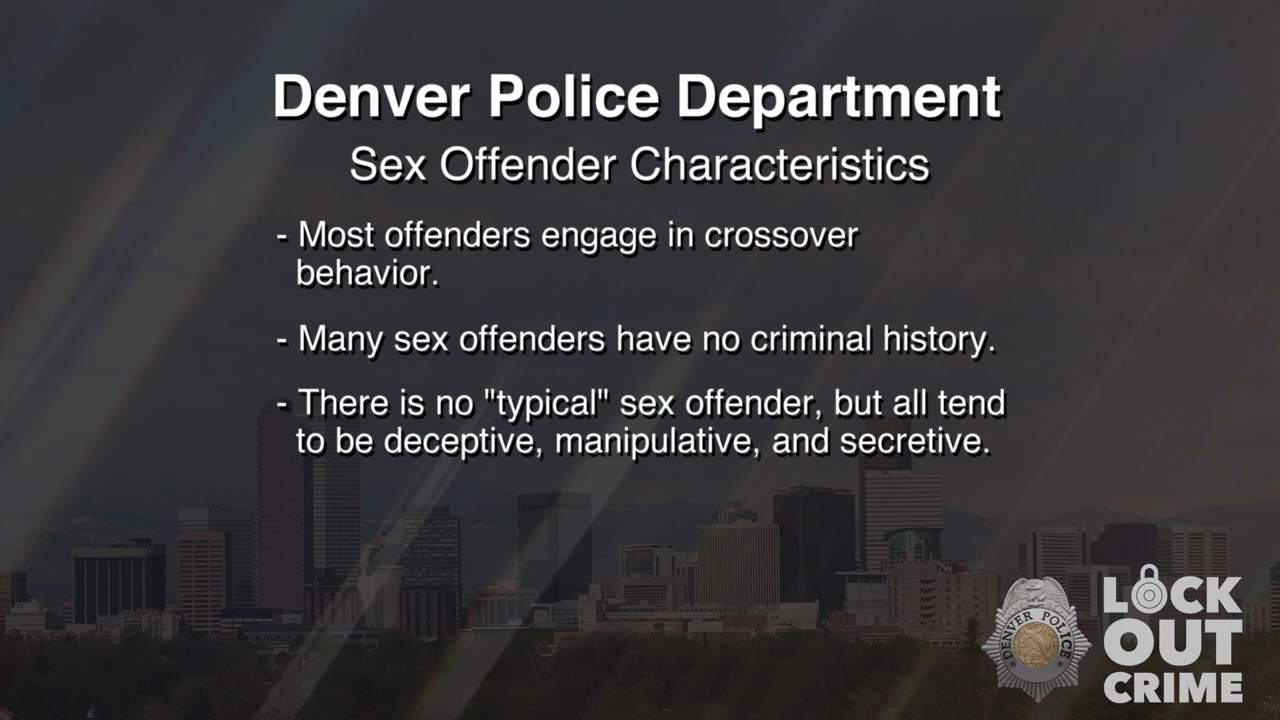 Denver Police Department
Sex Offender Characteristics
- Most offenders engage in crossover
behavior.
- Many sex offenders have no criminal history.
- There is no "typical" sex offender, but all tend
to be deceptive, manipulative, and secretive.
DENVER POLICE
LOCK
OUT
CRIME